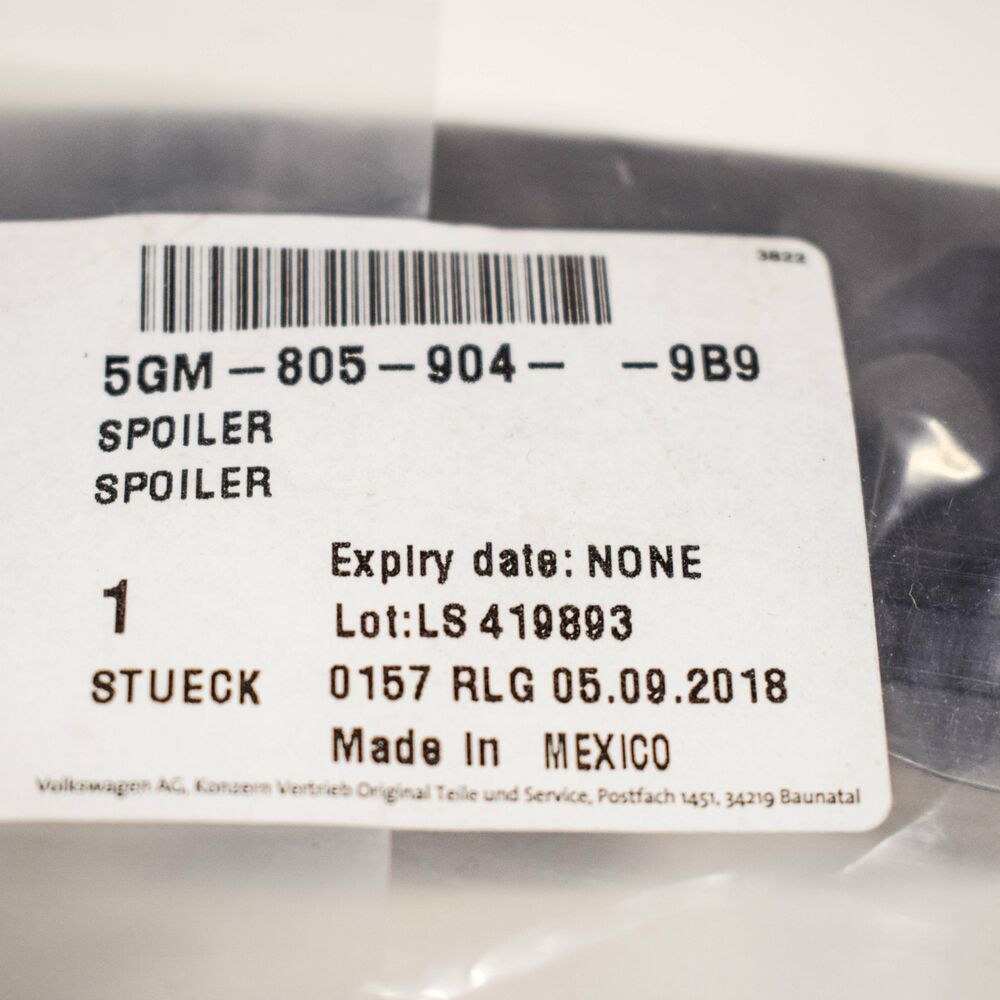 3822
5GM-805-904- -9B9
SPOILER
SPOILER
Expiry date: NONE
1
Lot:LS 419893
STUECK
0157 RLG 05.09.2018
Made in MEXICO
Volkswagen AG, Konzern Vertrieb Original Teile und Service, Postfach 1451, 34219 Baunatal